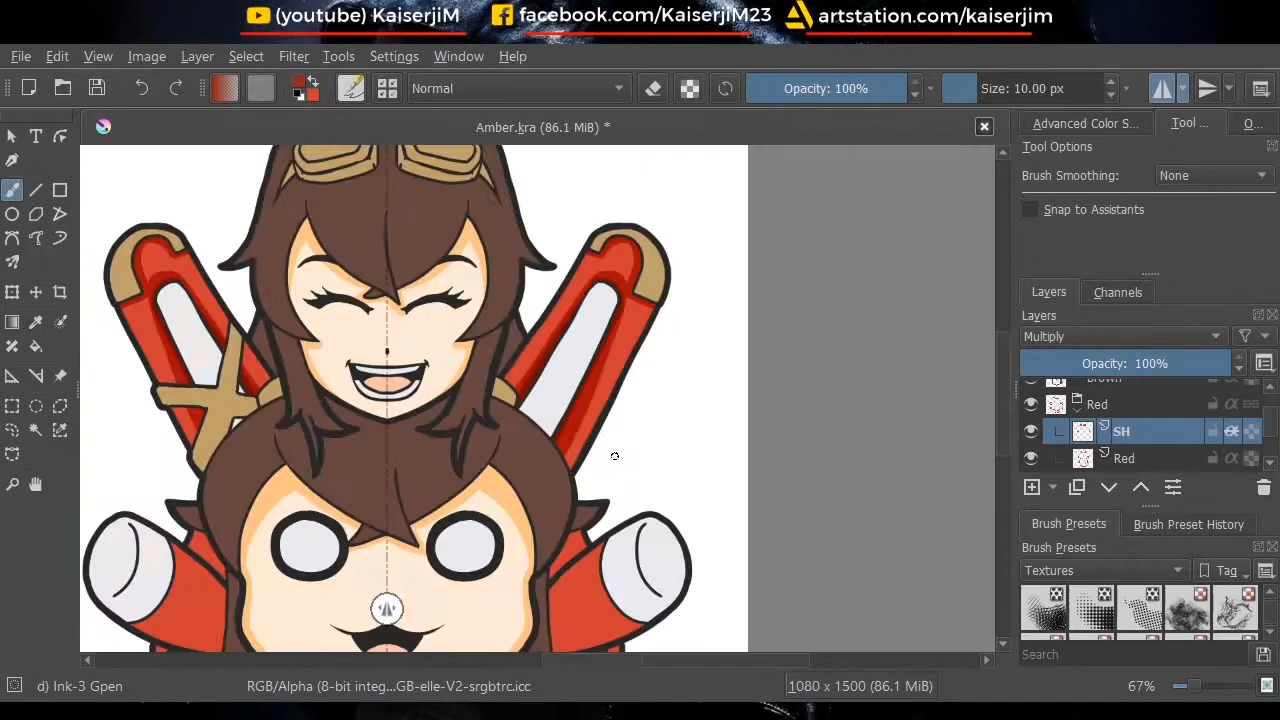 (youtube) KaiserjiM facebook.com/KaiserjiM23 artstation.com/kaiserjim
File Edit View Image Layer Select Filter Tools Settings Window Help
Normal Opacity: 100% Size: 10.00 px
Amber.kra (86.1 MiB) *
Advanced Color S... Tool ... O...
Tool Options
Brush Smoothing: None
Snap to Assistants
Layers Channels
Layers
Multiply
Opacity: 100%
Brown
Red
SH
Red
Brush Presets Brush Preset History
Brush Presets
Textures Tag
Search
d) Ink-3 Gpen RGB/Alpha (8-bit integ...GB-elle-V2-srgbtrc.icc 1080 x 1500 (86.1 MiB) 67%